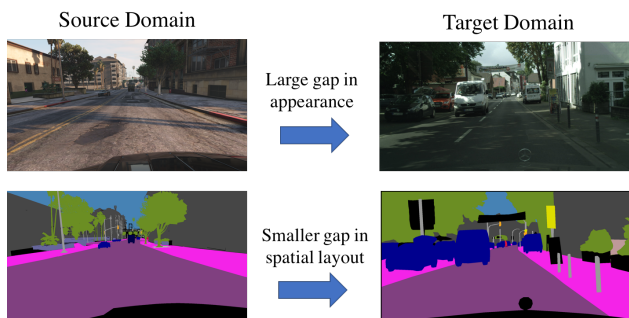 Source Domain
Target Domain
Large gap in
appearance
Smaller gap in
spatial layout